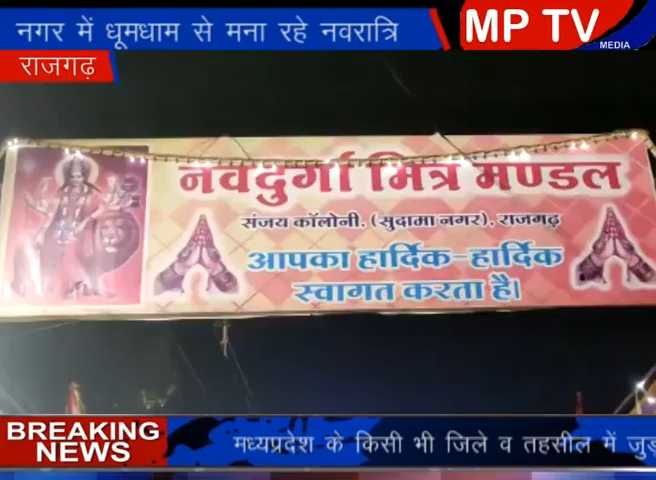 नगर में धूमधाम से मना रहे नवरात्रि
MP TV
MEDIA
राजगढ़
नवदुर्गा मित्र मण्डल
संजय कॉलोनी, (सुदामा नगर), राजगढ़
आपका हार्दिक-हार्दिक
स्वागत करता है।
BREAKING
NEWS
मध्यप्रदेश के किसी भी जिले व तहसील में